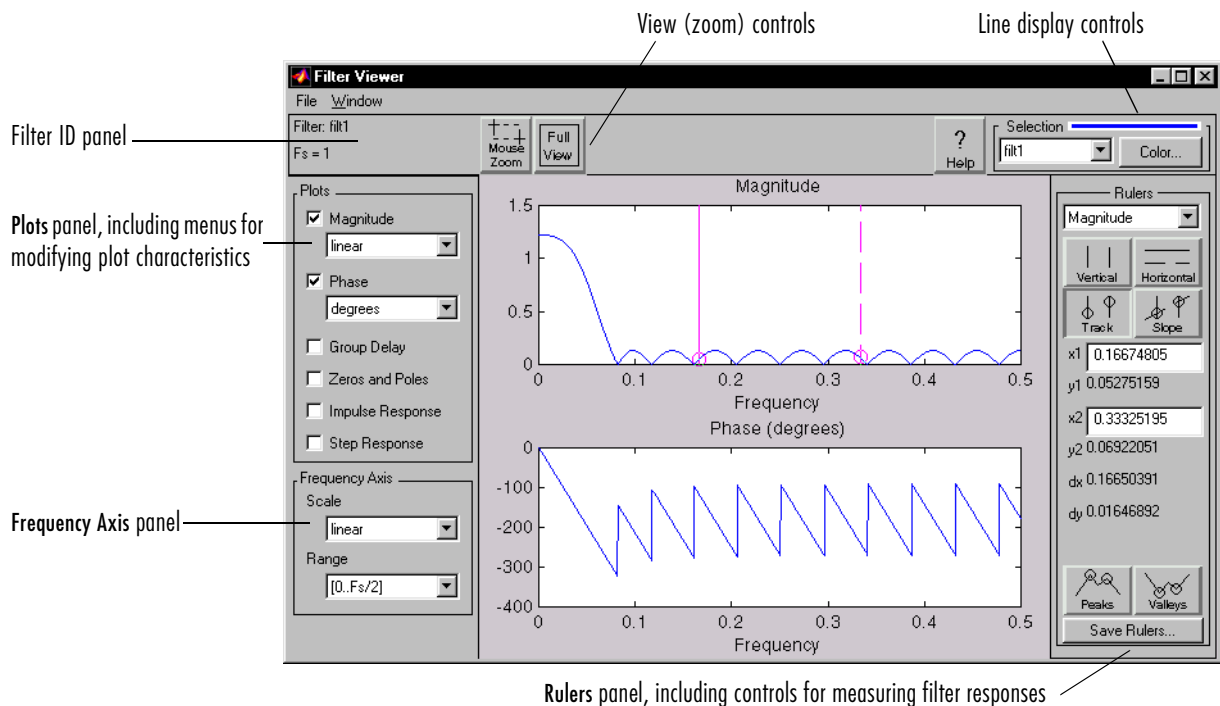 View (zoom) controls
Line display controls
Filter Viewer
File Window
Filter ID panel
Filter: filt1
Fs = 1
Mouse
Zoom
Full
View
?
Help
Selection
filt1
Color...
Plots panel, including menus for
modifying plot characteristics
Plots
Magnitude
linear
Phase
degrees
Group Delay
Zeros and Poles
Impulse Response
Step Response
Frequency Axis panel
Frequency Axis
Scale
linear
Range
[0..Fs/2]
Magnitude
1.5
1
0.5
0
0 0.1 0.2 0.3 0.4 0.5
Frequency
Phase (degrees)
0
-100
-200
-300
-400
0 0.1 0.2 0.3 0.4 0.5
Frequency
Rulers
Magnitude
Vertical Horizontal
Track Slope
x1 0.16674805
y1 0.05275159
x2 0.33325195
y2 0.06922051
dx 0.16650391
dy 0.01646892
Peaks Valleys
Save Rulers...
Rulers panel, including controls for measuring filter responses